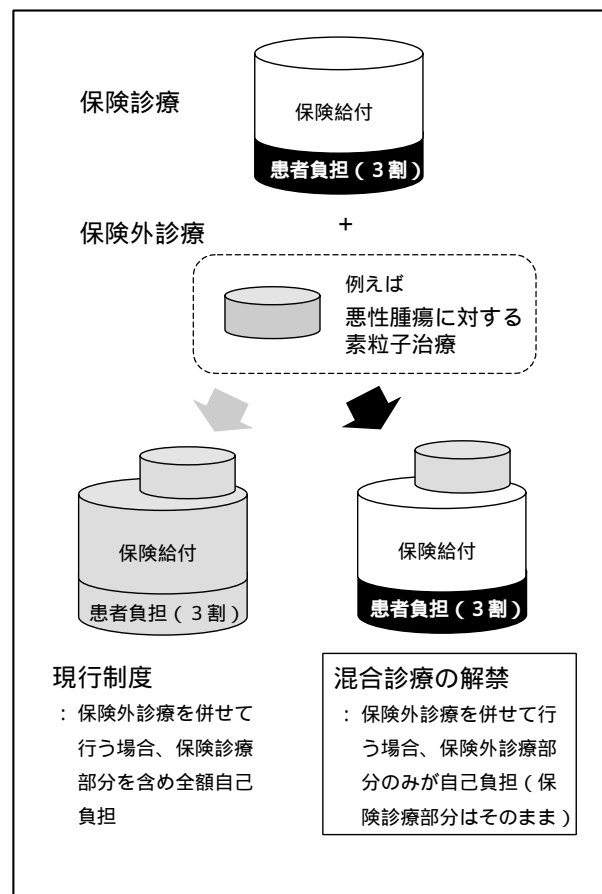 保険診療
保険給付
患者負担(３割)
保険外診療
+
例えば
悪性腫瘍に対する
素粒子治療
保険給付
患者負担(３割)
保険給付
患者負担(３割)
現行制度
：保険外診療を併せて
行う場合、保険診療
部分を含め全額自己
負担
混合診療の解禁
：保険外診療を併せて行
う場合、保険外診療部
分のみが自己負担(保
険診療部分はそのまま)